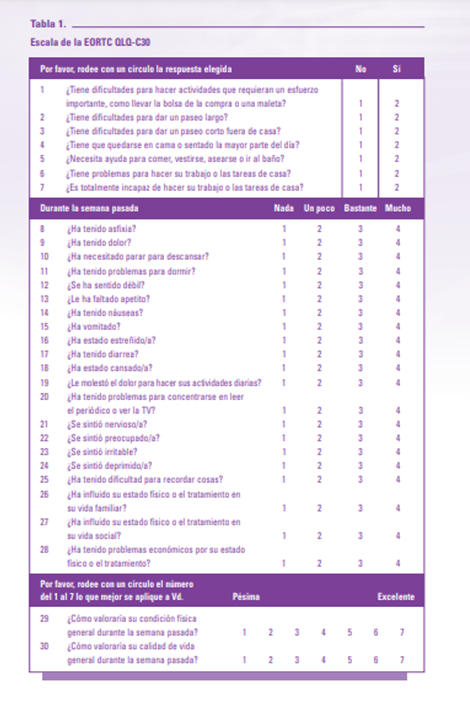 Tabla 1.
Escala de la EORTC QLQ-C30
Por favor, rodee con un círculo la respuesta elegida No Sí
1 ¿Tiene dificultades para hacer actividades que requieran un esfuerzo
importante, como llevar la bolsa de la compra o una maleta? 1 2
2 ¿Tiene dificultades para dar un paseo largo? 1 2
3 ¿Tiene dificultades para dar un paseo corto fuera de casa? 1 2
4 ¿Tiene que quedarse en cama o sentado la mayor parte del día? 1 2
5 ¿Necesita ayuda para comer, vestirse, asearse o ir al baño? 1 2
6 ¿Tiene problemas para hacer su trabajo o las tareas de casa? 1 2
7 ¿Es totalmente incapaz de hacer su trabajo o las tareas de casa? 1 2
Durante la semana pasada Nada Un poco Bastante Mucho
8 ¿Ha tenido asfixia? 1 2 3 4
9 ¿Ha tenido dolor? 1 2 3 4
10 ¿Ha necesitado parar para descansar? 1 2 3 4
11 ¿Ha tenido problemas para dormir? 1 2 3 4
12 ¿Se ha sentido débil? 1 2 3 4
13 ¿Le ha faltado apetito? 1 2 3 4
14 ¿Ha tenido náuseas? 1 2 3 4
15 ¿Ha vomitado? 1 2 3 4
16 ¿Ha estado estreñido/a? 1 2 3 4
17 ¿Ha tenido diarrea? 1 2 3 4
18 ¿Ha estado cansado/a? 1 2 3 4
19 ¿Le molestó el dolor para hacer sus actividades diarias? 1 2 3 4
20 ¿Ha tenido problemas para concentrarse en leer
el periódico o ver la TV? 1 2 3 4
21 ¿Se sintió nervioso/a? 1 2 3 4
22 ¿Se sintió preocupado/a? 1 2 3 4
23 ¿Se sintió irritable? 1 2 3 4
24 ¿Se sintió deprimido/a? 1 2 3 4
25 ¿Ha tenido dificultad para recordar cosas? 1 2 3 4
26 ¿Ha influido su estado físico o el tratamiento en
su vida familiar? 1 2 3 4
27 ¿Ha influido su estado físico o el tratamiento en
su vida social? 1 2 3 4
28 ¿Ha tenido problemas económicos por su estado
físico o el tratamiento? 1 2 3 4
Por favor, rodee con un círculo el número
del 1 al 7 lo que mejor se aplique a Vd. Pésima Excelente
29 ¿Cómo valoraría su condición física
general durante la semana pasada? 1 2 3 4 5 6 7
30 ¿Cómo valoraría su calidad de vida
general durante la semana pasada? 1 2 3 4 5 6 7